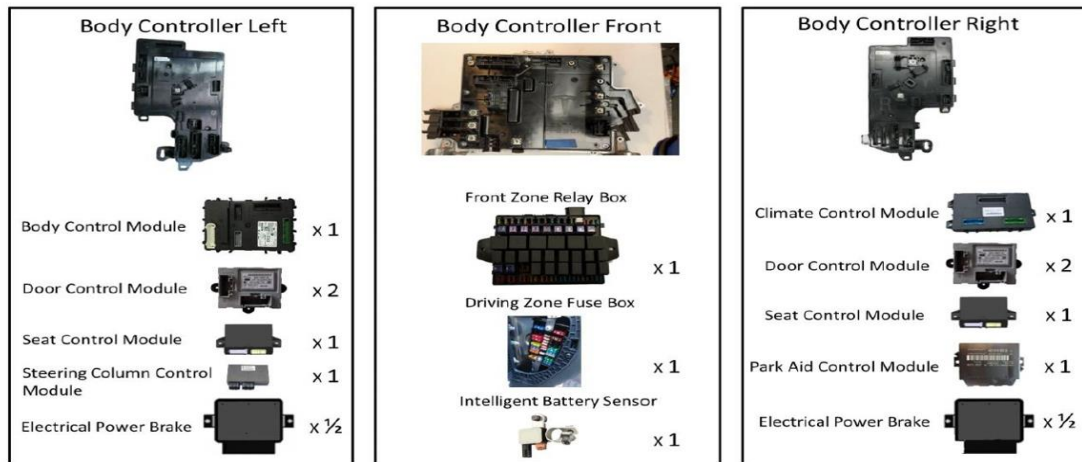 Body Controller Left
Body Control Module
x 1
Door Control Module
x 2
Seat Control Module
x 1
Steering Column Control
Module
x 1
Electrical Power Brake
x ½
Body Controller Front
Front Zone Relay Box
x 1
Driving Zone Fuse Box
x 1
Intelligent Battery Sensor
x 1
Body Controller Right
Climate Control Module
x 1
Door Control Module
x 2
Seat Control Module
x 1
Park Aid Control Module
x 1
Electrical Power Brake
x ½